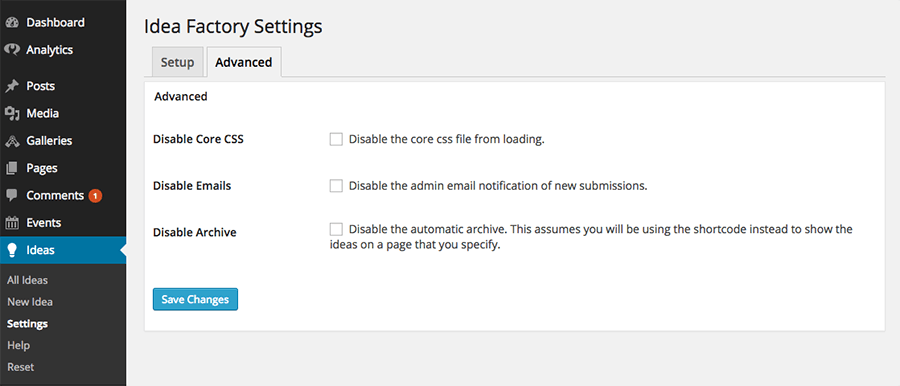 Dashboard
Analytics
Posts
Media
Galleries
Pages
Comments 1
Events
Ideas
All Ideas
New Idea
Settings
Help
Reset
Idea Factory Settings
Setup
Advanced
Advanced
Disable Core CSS
Disable the core css file from loading.
Disable Emails
Disable the admin email notification of new submissions.
Disable Archive
Disable the automatic archive. This assumes you will be using the shortcode instead to show the
ideas on a page that you specify.
Save Changes